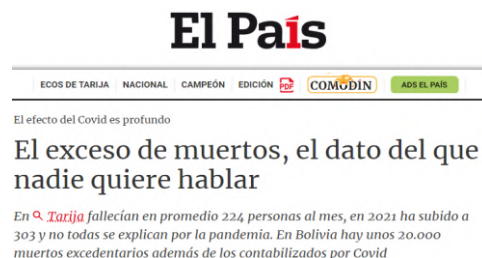 El País
ECOS DE TARIJA NACIONAL CAMPEÓN EDICIÓN PDF COMODÍN ADS EL PAÍS
El efecto del Covid es profundo
El exceso de muertos, el dato del que
nadie quiere hablar
En Tarija fallecían en promedio 224 personas al mes, en 2021 ha subido a
303 y no todas se explican por la pandemia. En Bolivia hay unos 20.000
muertos excedentarios además de los contabilizados por Covid